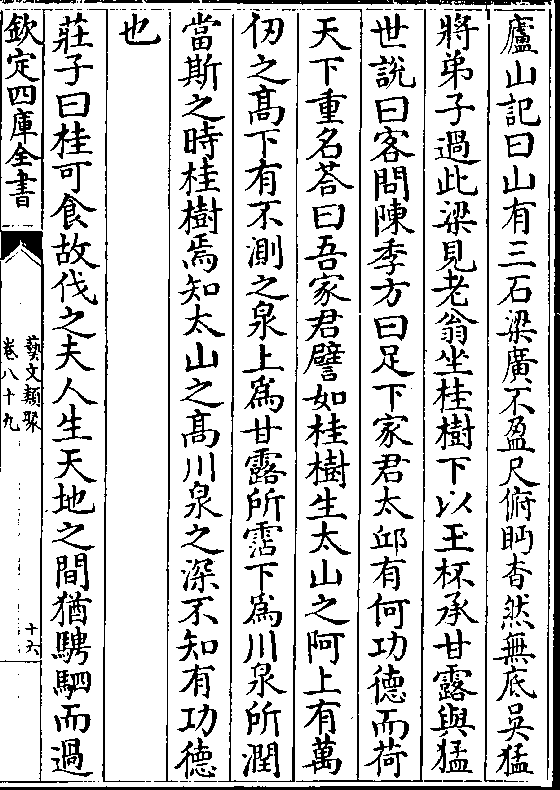 廬山記曰山有三石梁廣不盈尺俯眄杳然無底吳猛
將弟子過此梁見老翁坐桂樹下以玉杯承甘露與猛
世説曰客問陳季方曰足下家君太邱有何功德而荷
天下重名荅曰吾家君譬如桂樹生太山之阿上有萬
仞之髙下有不測之泉上為甘露所霑下為川泉所潤
當斯之時桂樹焉知太山之髙川泉之深不知有功德
也
莊子曰桂可食故伐之夫人生天地之間猶騁駟而過
欽定四庫全書
藝文類聚
卷八十九
十六